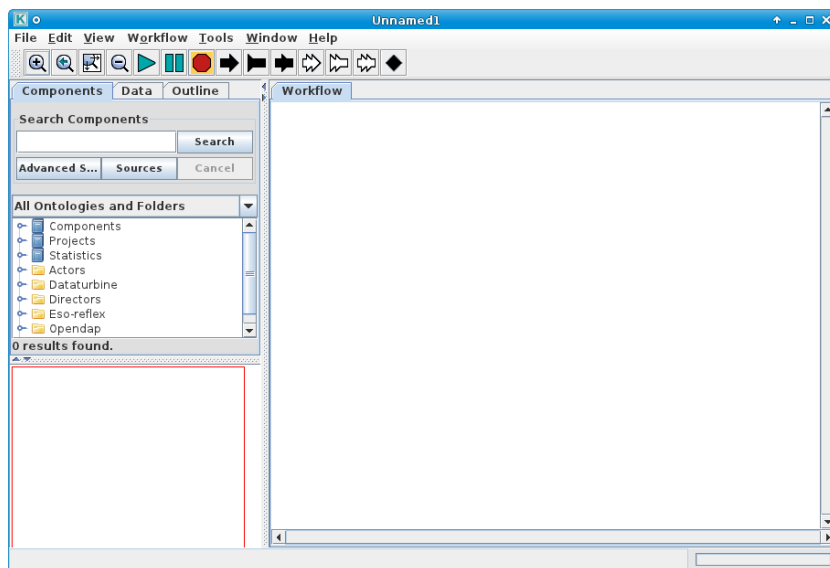 K Unnamed1
File Edit View Workflow Tools Window Help
Components Data Outline Workflow
Search Components
Search
Advanced S... Sources Cancel
All Ontologies and Folders
Components
Projects
Statistics
Actors
Dataturbine
Directors
Eso-reflex
Opendap
0 results found.